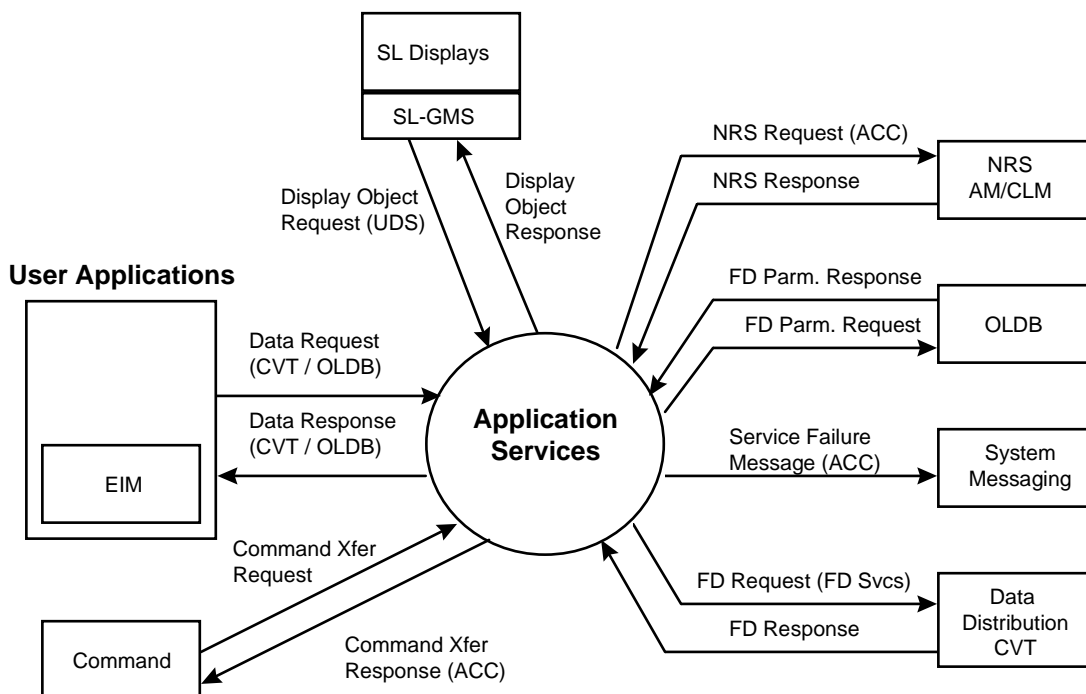 SL Displays
SL-GMS
Display Object
Request (UDS)
Display
Object
Response
NRS Request (ACC)
NRS Response
NRS
AM/CLM
User Applications
EIM
Data Request
(CVT / OLDB)
Data Response
(CVT / OLDB)
Application
Services
FD Parm. Response
FD Parm. Request
OLDB
Service Failure
Message (ACC)
System
Messaging
Command Xfer
Request
Command
Command Xfer
Response (ACC)
FD Request (FD Svcs)
FD Response
Data
Distribution
CVT